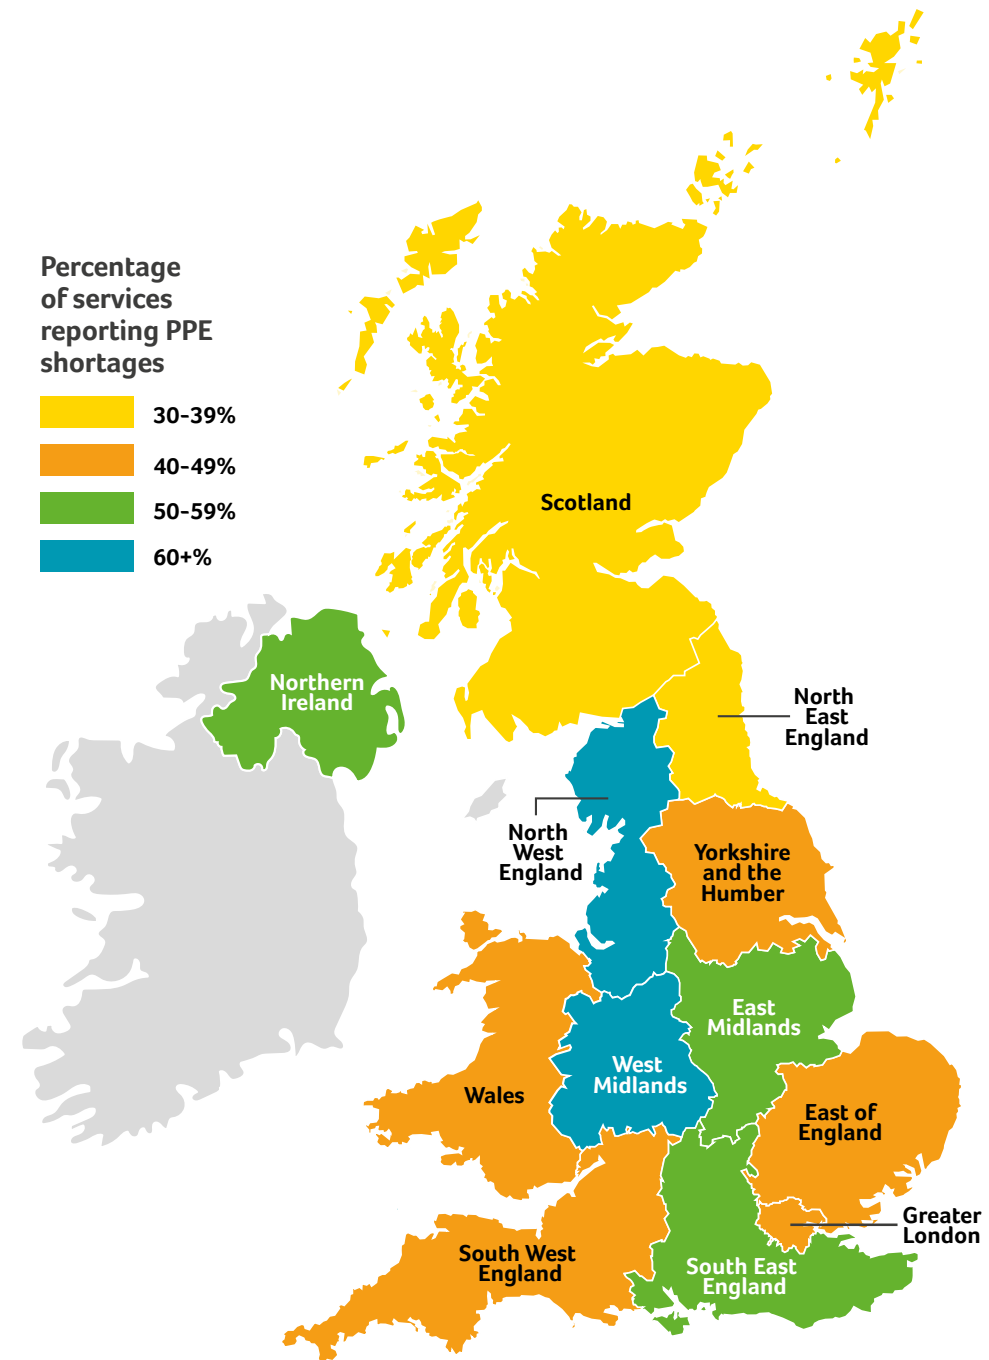 Percentage
of services
reporting PPE
shortages
30-39%
40-49%
50-59%
60+%
Scotland
Northern
Ireland
North
East
England
North
West
England
Yorkshire
and the
Humber
East
Midlands
West
Midlands
Wales
East of
England
Greater
London
South West
England
South East
England